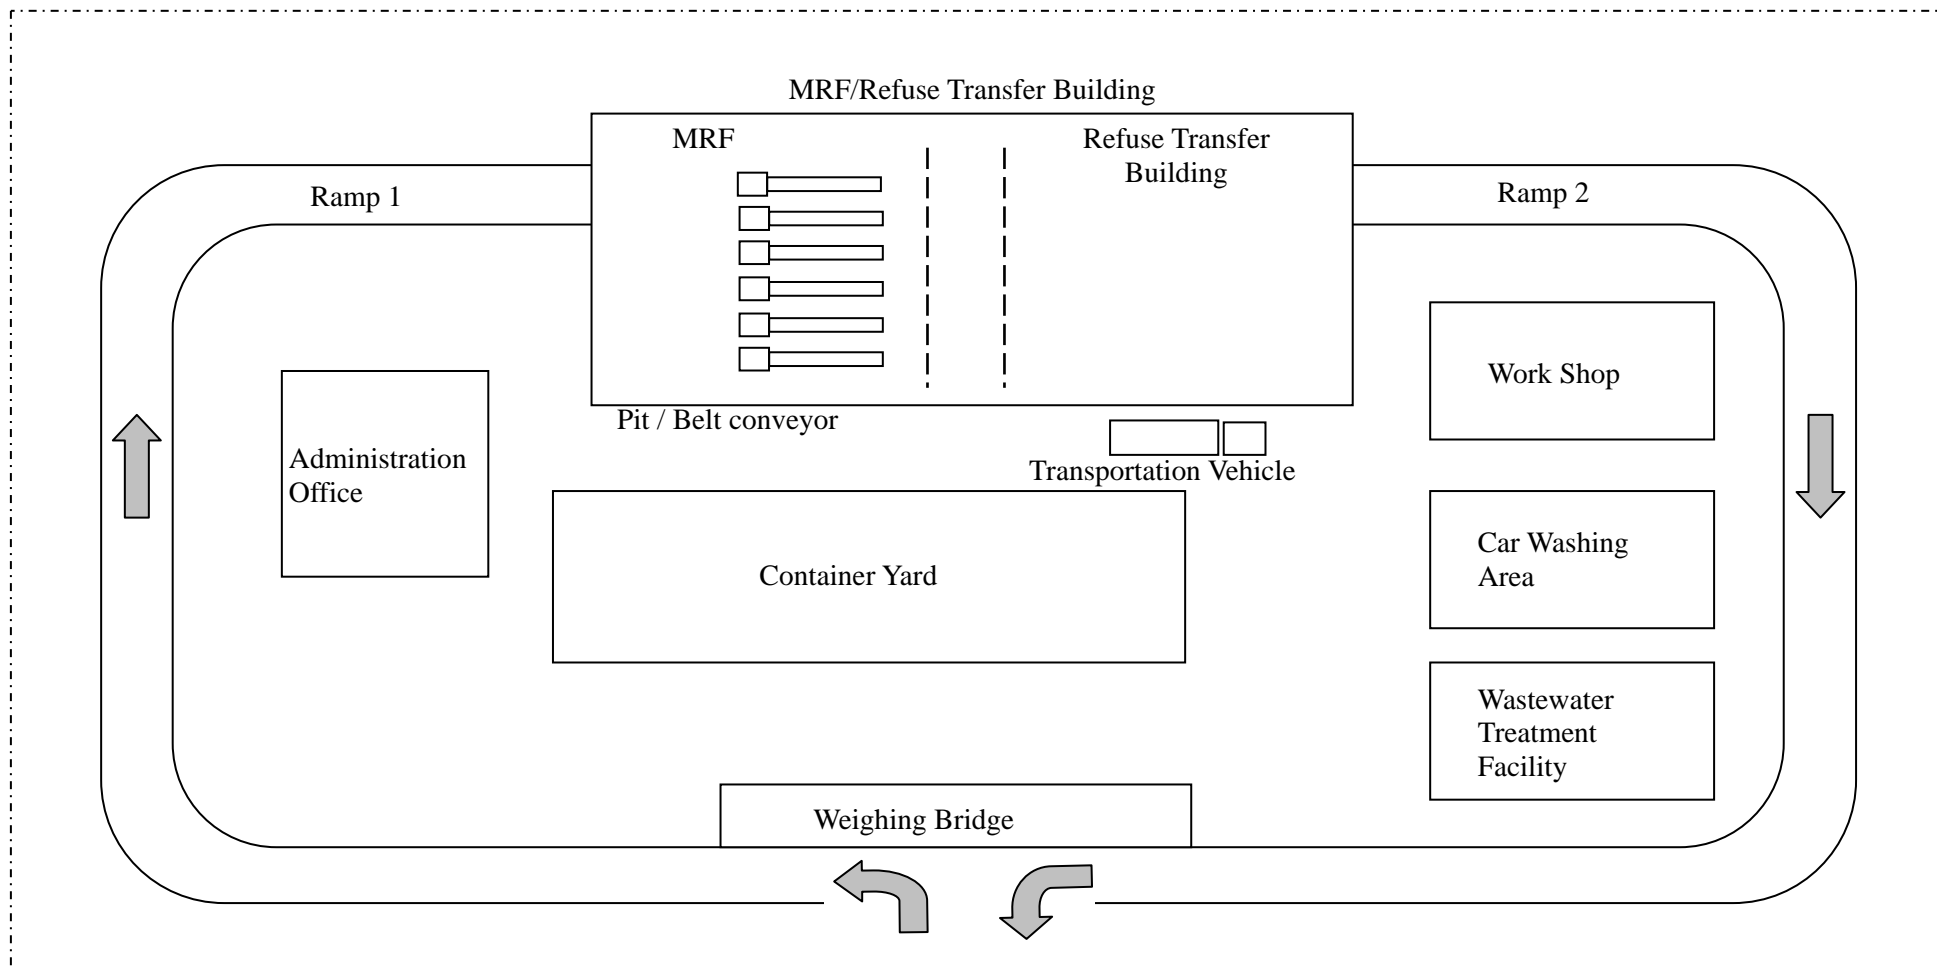 MRF/Refuse Transfer Building
MRF
Refuse Transfer
Building
Ramp 1
Ramp 2
Work Shop
Pit / Belt conveyor
Administration
Office
Transportation Vehicle
Car Washing
Area
Container Yard
Wastewater
Treatment
Facility
Weighing Bridge